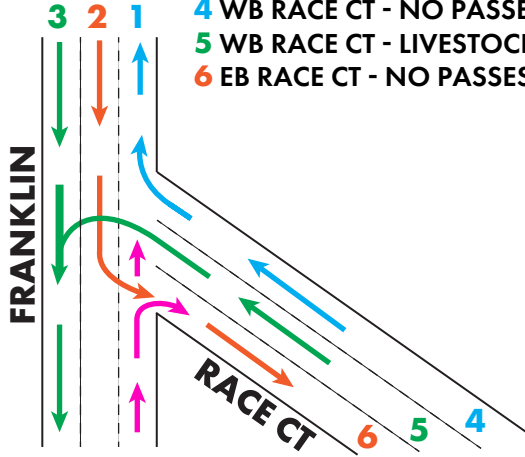 3 2 1
4 WB RACE CT - NO PASSE
5 WB RACE CT - LIVESTOC
6 EB RACE CT - NO PASSES
FRANKLIN
RACE CT
6 5 4